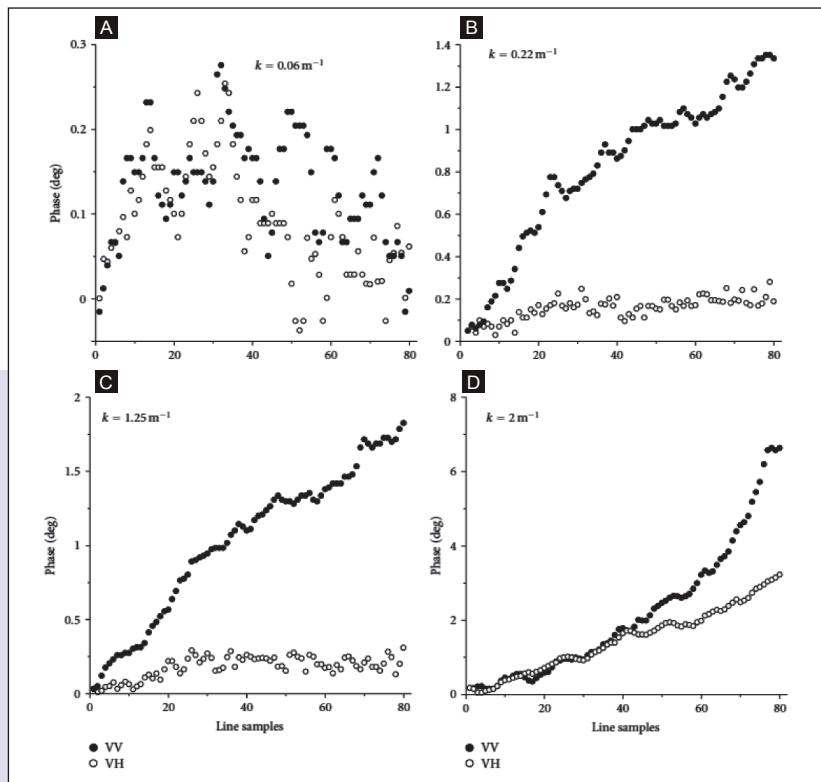 A
B
k = 0.06 m⁻¹
k = 0.22 m⁻¹
Phase (deg)
0.3
0.2
0.1
0
0 20 40 60 80
Phase (deg)
1.4
1.2
1
0.8
0.6
0.4
0.2
0
0 20 40 60 80
C
D
k = 1.25 m⁻¹
k = 2 m⁻¹
Phase (deg)
2
1.5
1
0.5
0.25
0
0 20 40 60 80
Line samples
VV
VH
Phase (deg)
8
6
4
2
0
0 20 40 60 80
Line samples
VV
VH